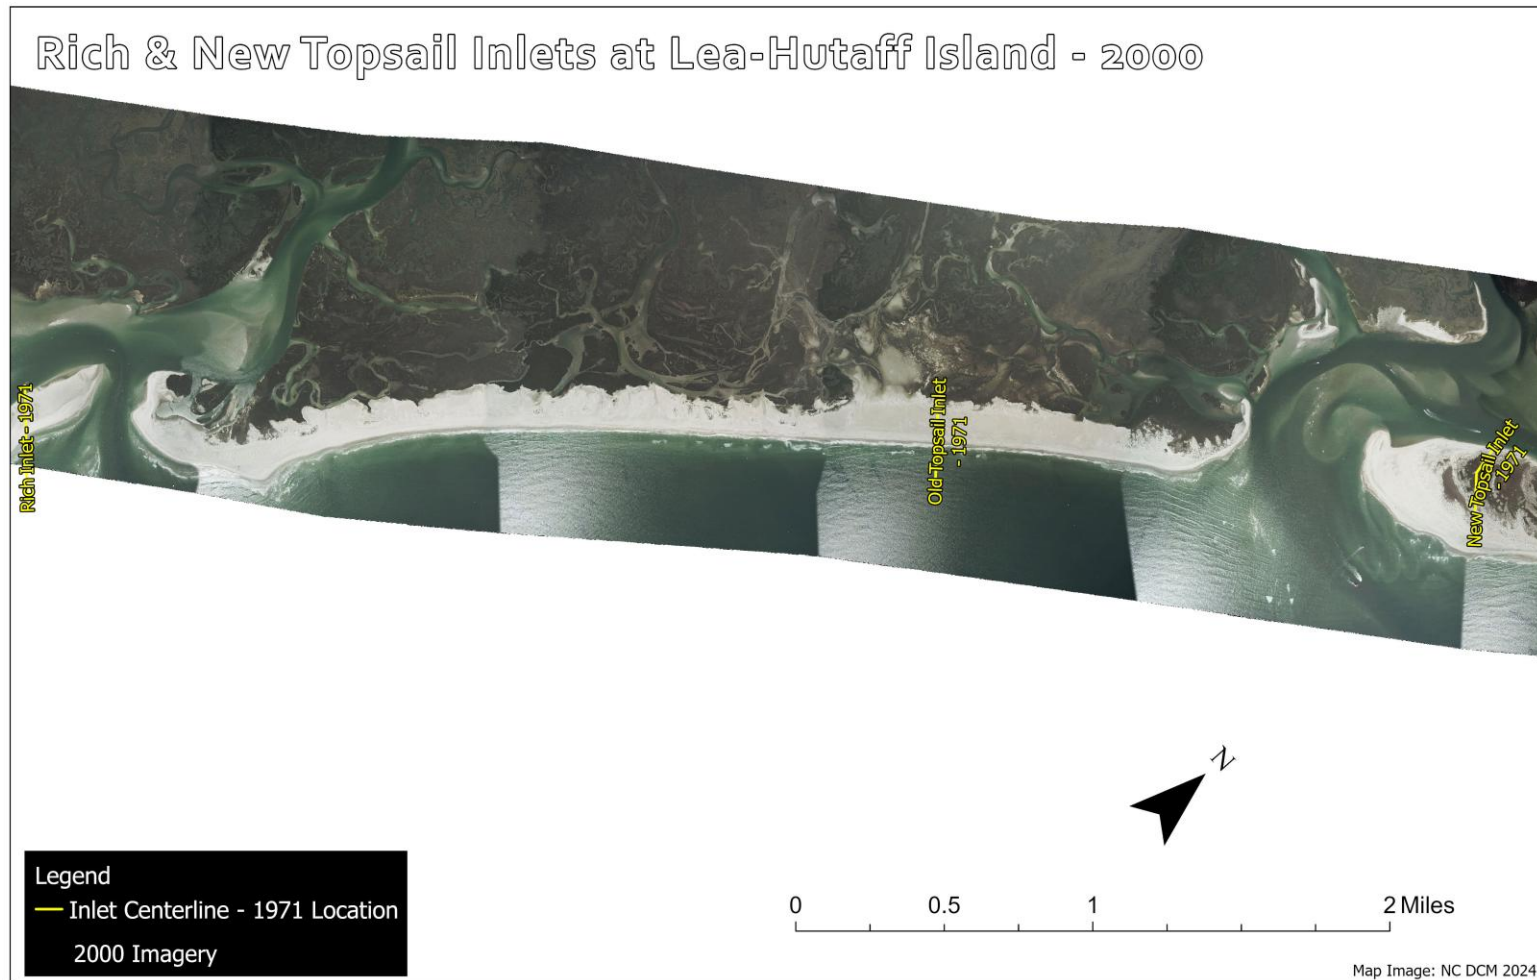 Rich & New Topsail Inlets at Lea-Hutaff Island - 2000
Rich Inlet - 1971
Old Topsail Inlet
- 1971
New Topsail Inlet
- 1971
N
Legend
Inlet Centerline - 1971 Location
2000 Imagery
0 0.5 1 2 Miles
Map Image: NC DCM 2024